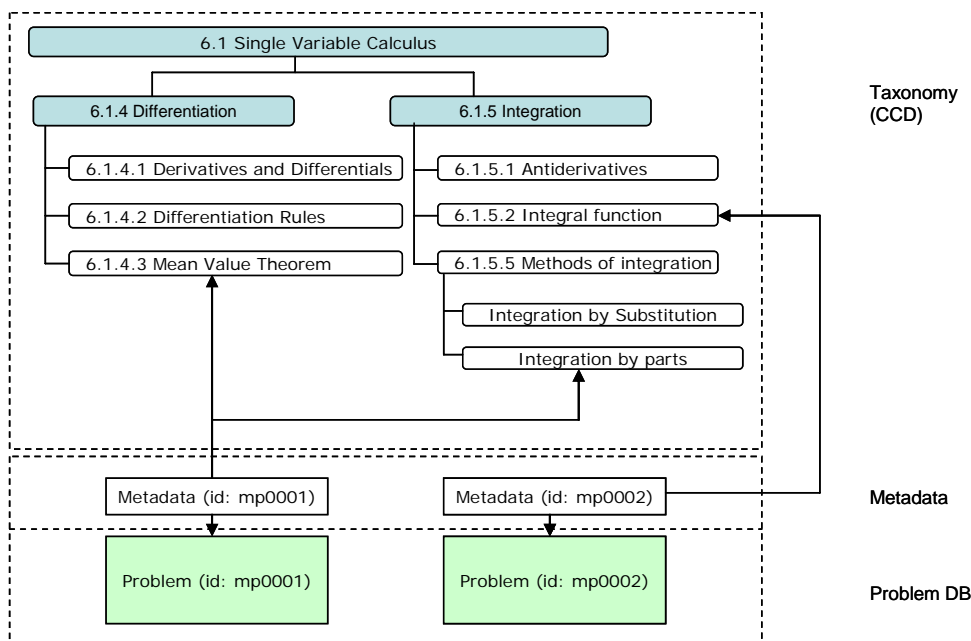 6.1 Single Variable Calculus
6.1.4 Differentiation
6.1.5 Integration
Taxonomy
(CCD)
6.1.4.1 Derivatives and Differentials
6.1.5.1 Antiderivatives
6.1.4.2 Differentiation Rules
6.1.5.2 Integral function
6.1.4.3 Mean Value Theorem
6.1.5.5 Methods of integration
Integration by Substitution
Integration by parts
Metadata (id: mp0001)
Metadata (id: mp0002)
Metadata
Problem (id: mp0001)
Problem (id: mp0002)
Problem DB